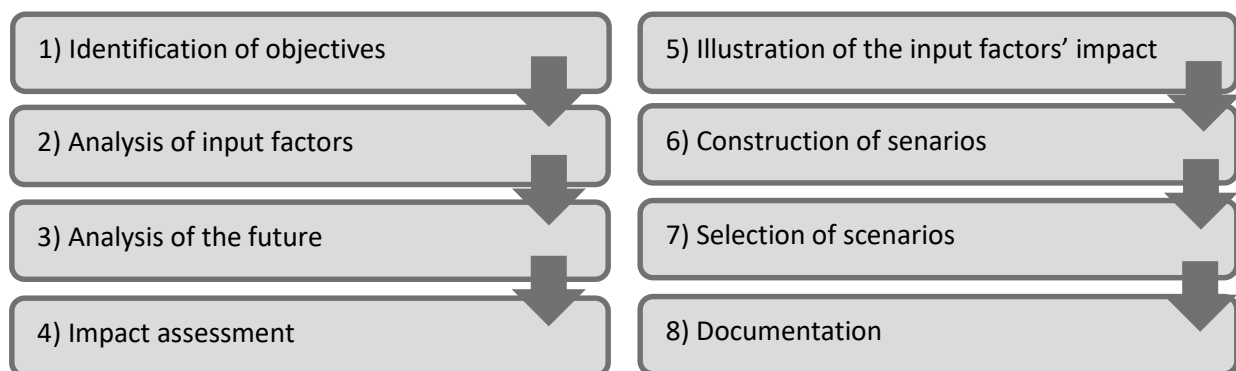 1) Identification of objectives
2) Analysis of input factors
3) Analysis of the future
4) Impact assessment
5) Illustration of the input factors’ impact
6) Construction of senarios
7) Selection of scenarios
8) Documentation